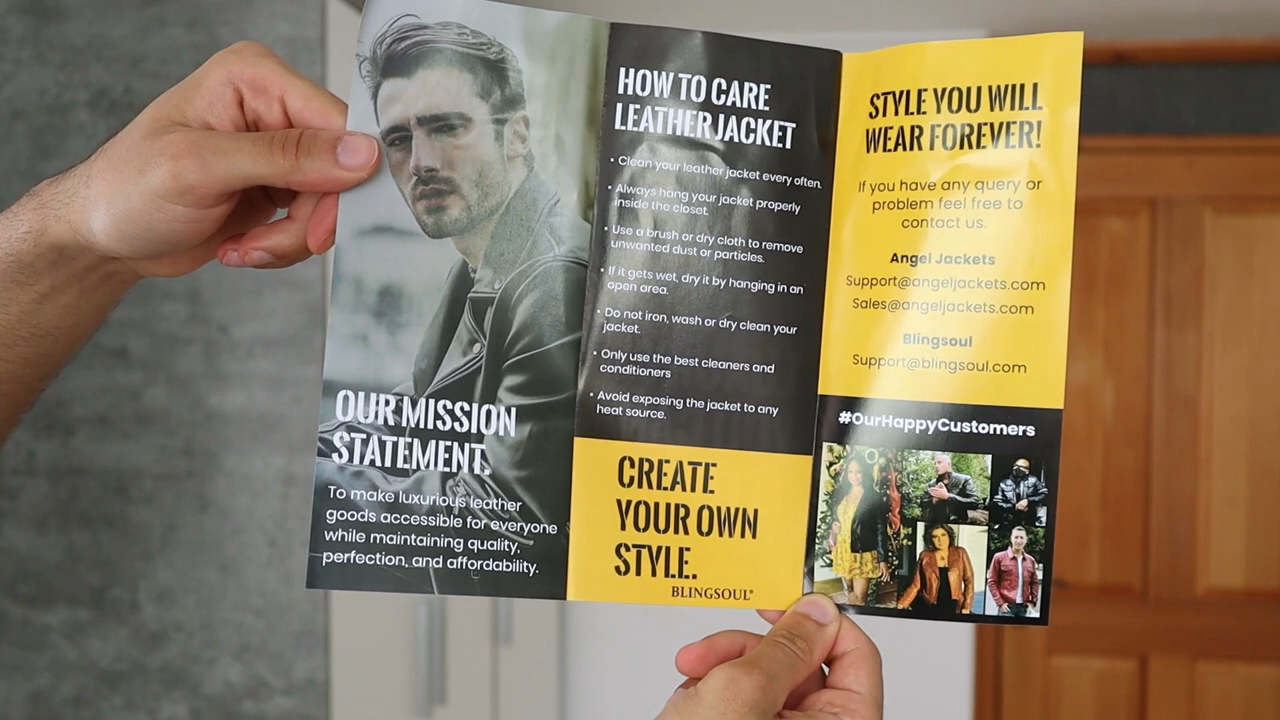 OUR MISSION
STATEMENT.
To make luxurious leather
goods accessible for everyone
while maintaining quality,
perfection, and affordability.
HOW TO CARE
LEATHER JACKET
• Clean your leather jacket every often.
• Always hang your jacket properly
inside the closet.
• Use a brush or dry cloth to remove
unwanted dust or particles.
• If it gets wet, dry it by hanging in an
open area.
• Do not iron, wash or dry clean your
jacket.
• Only use the best cleaners and
conditioners
• Avoid exposing the jacket to any
heat source.
CREATE
YOUR OWN
STYLE.
BLINGSOUL®
STYLE YOU WILL
WEAR FOREVER!
If you have any query or
problem feel free to
contact us.
Angel Jackets
Support@angeljackets.com
Sales@angeljackets.com
Blingsoul
Support@blingsoul.com
#OurHappyCustomers